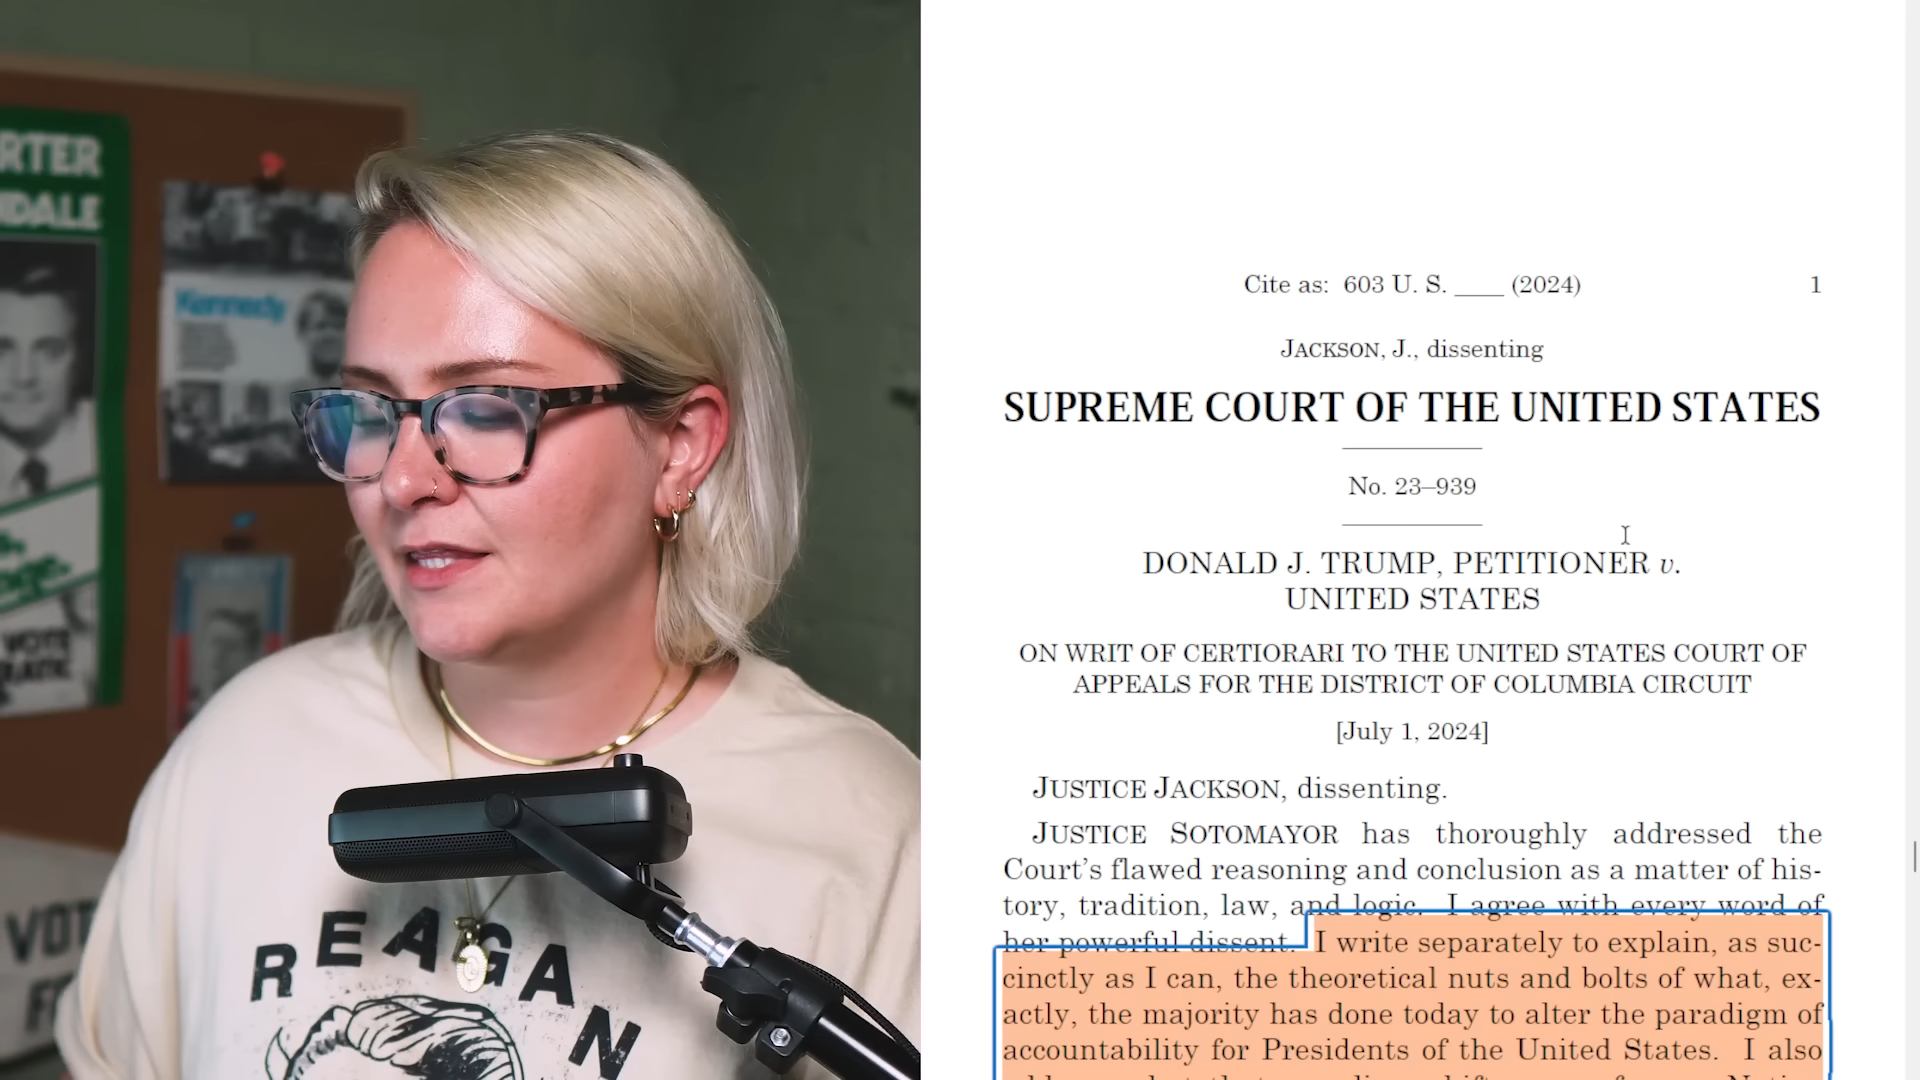 RTER
NDALE
Kennedy
VOTE
VOT
REAGAN
Cite as: 603 U. S. ____ (2024) 1
JACKSON, J., dissenting
SUPREME COURT OF THE UNITED STATES
No. 23–939
DONALD J. TRUMP, PETITIONER v.
UNITED STATES
ON WRIT OF CERTIORARI TO THE UNITED STATES COURT OF
APPEALS FOR THE DISTRICT OF COLUMBIA CIRCUIT
[July 1, 2024]
JUSTICE JACKSON, dissenting.
JUSTICE SOTOMAYOR has thoroughly addressed the
Court's flawed reasoning and conclusion as a matter of his-
tory, tradition, law, and logic. I agree with every word of
her powerful dissent. I write separately to explain, as suc-
cinctly as I can, the theoretical nuts and bolts of what, ex-
actly, the majority has done today to alter the paradigm of
accountability for Presidents of the United States. I also